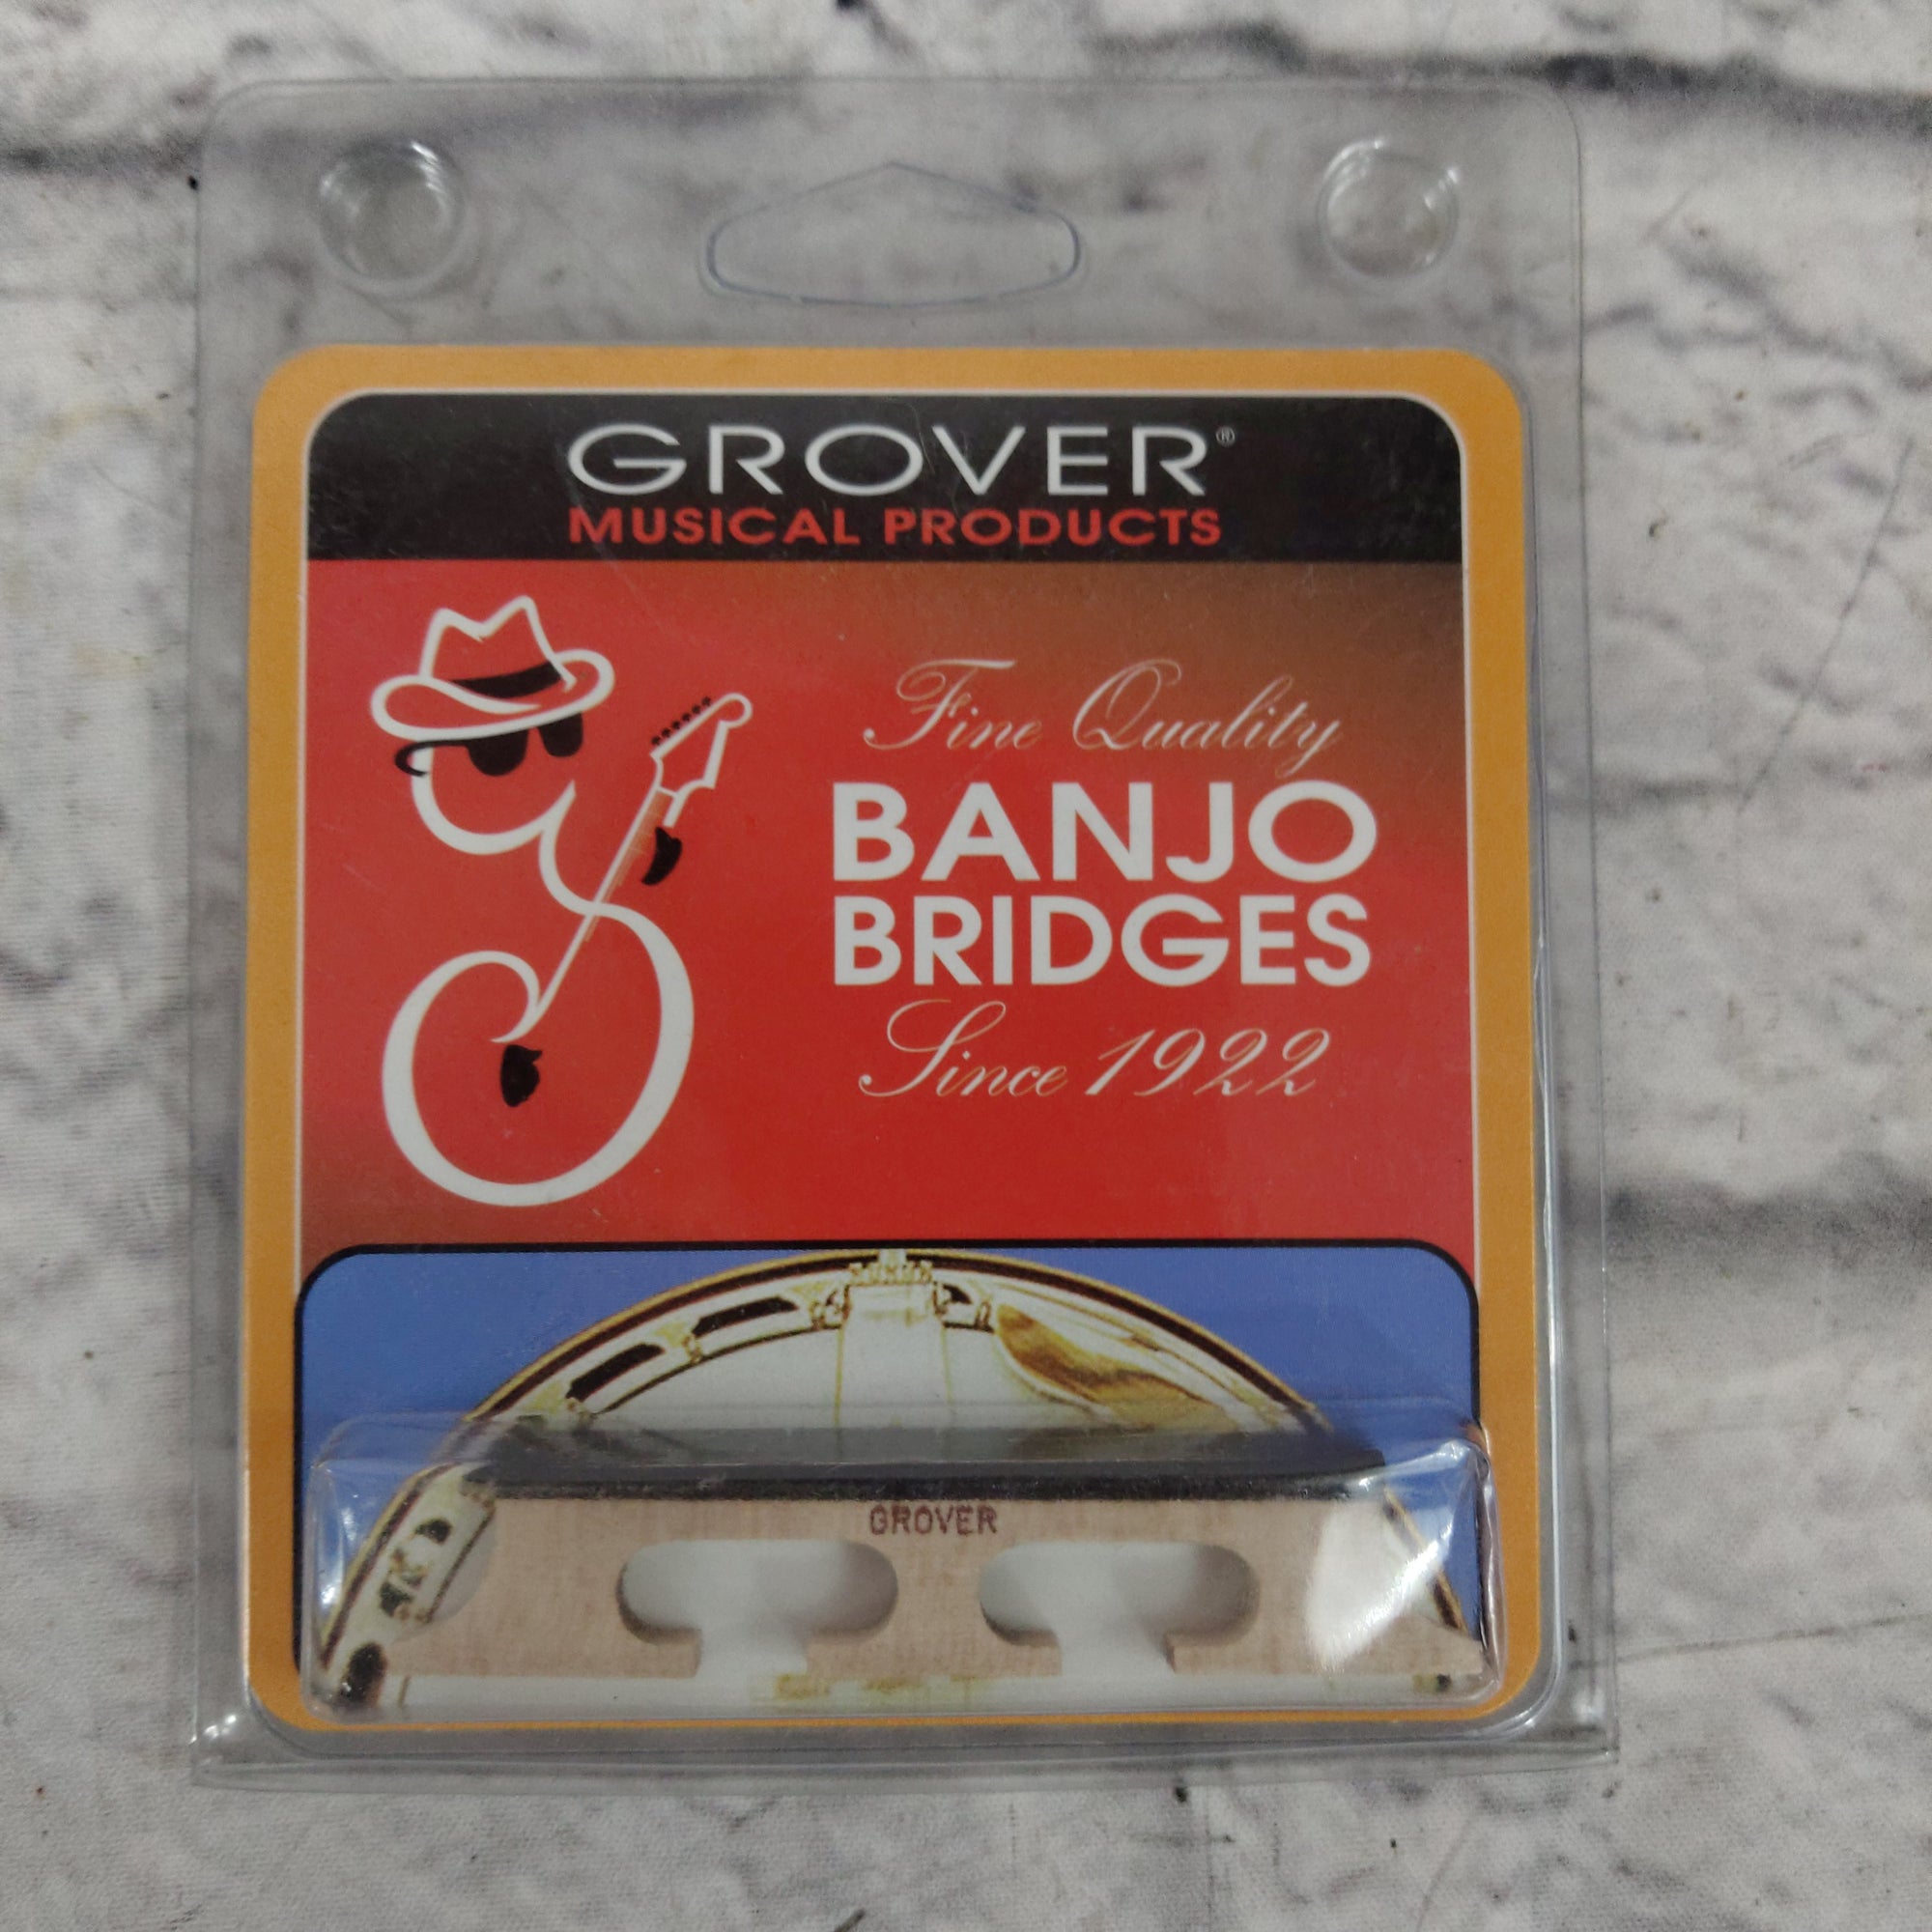 GROVER®
MUSICAL PRODUCTS
Fine Quality
BANJO
BRIDGES
Since 1922
GROVER